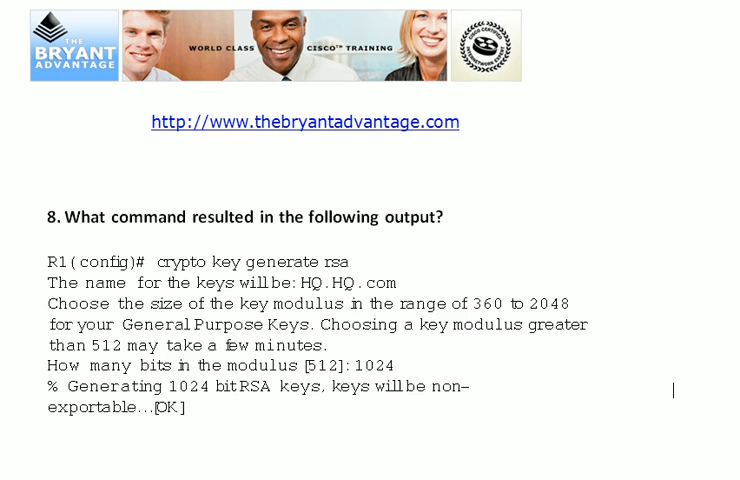 THE
BRYANT
ADVANTAGE
WORLD CLASS CISCO™ TRAINING
CISCO CERTIFIED
INTERNETWORK EXPERT
http://www.thebryantadvantage.com
8. What command resulted in the following output?
R1(config)# crypto key generate rsa
The name for the keys will be: HQ.HQ.com
Choose the size of the key modulus in the range of 360 to 2048
for your General Purpose Keys. Choosing a key modulus greater
than 512 may take a few minutes.
How many bits in the modulus [512]: 1024
% Generating 1024 bit RSA keys, keys will be non-
exportable...[OK]